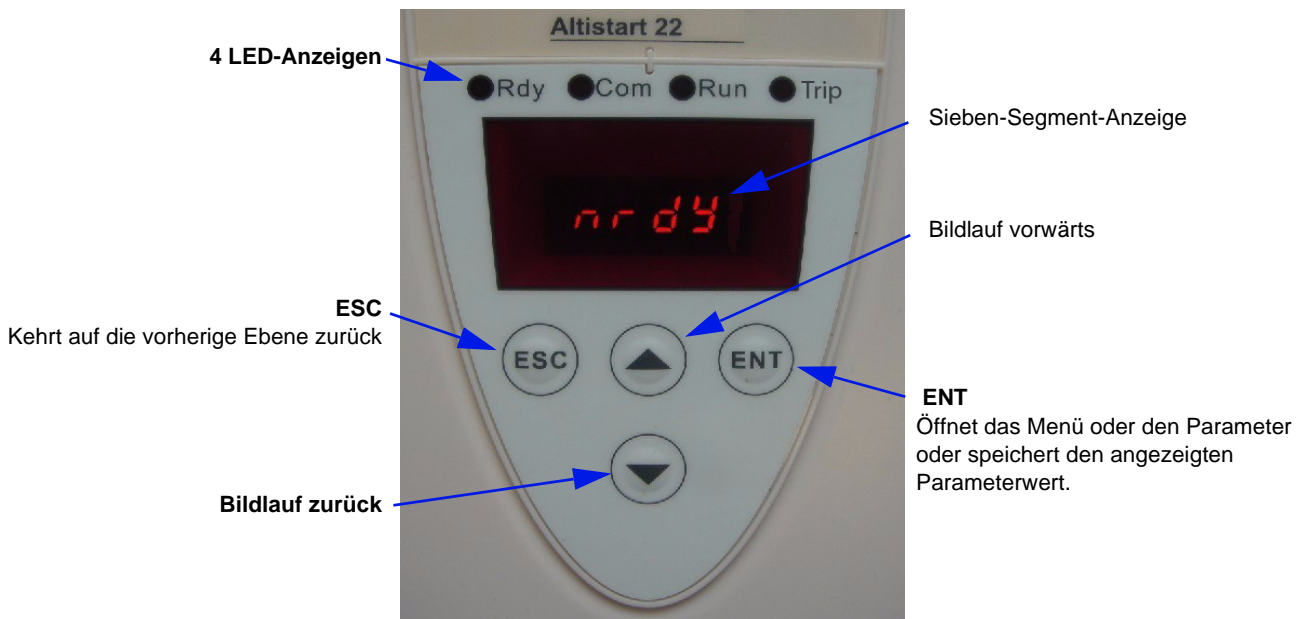 Altistart 22
4 LED-Anzeigen
Rdy Com Run Trip
Sieben-Segment-Anzeige
nrdY
Bildlauf vorwärts
ESC
Kehrt auf die vorherige Ebene zurück
ESC
ENT
ENT
Öffnet das Menü oder den Parameter
oder speichert den angezeigten
Parameterwert.
Bildlauf zurück